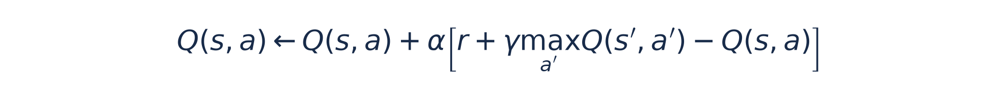 Q(s, a) ← Q(s, a) + α[r + γ max_{a′} Q(s′, a′) − Q(s, a)]